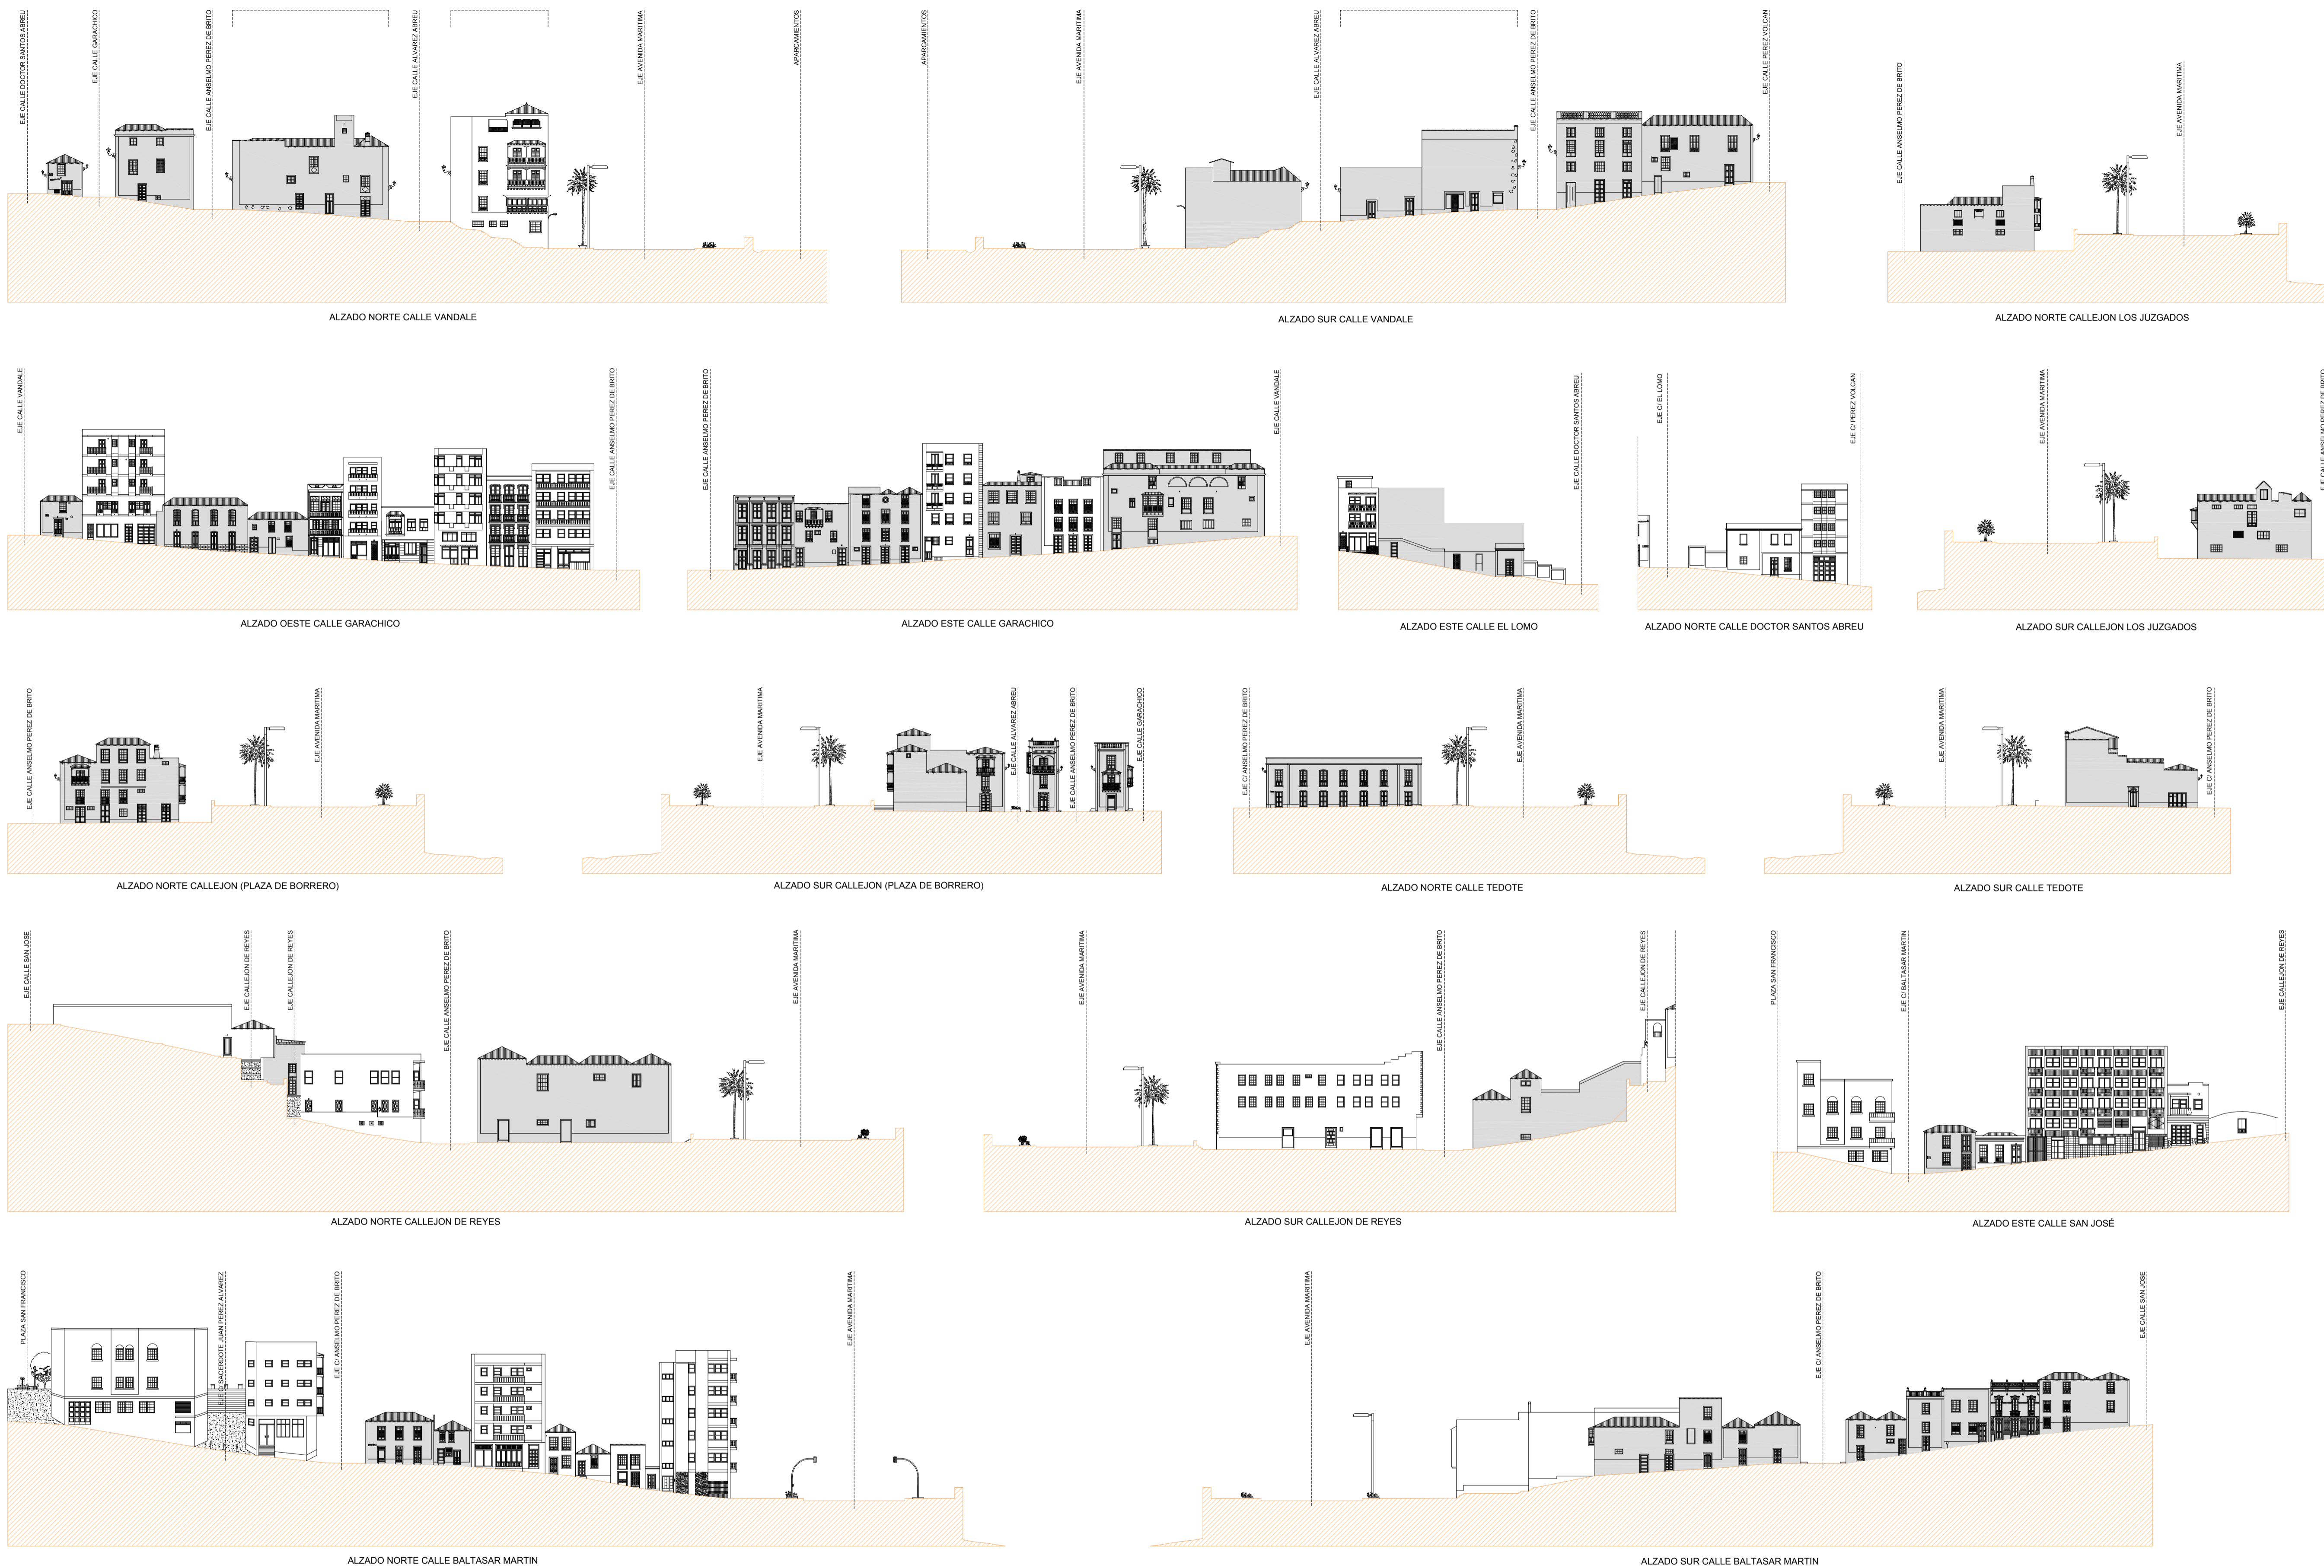 EJE CALLE DOCTOR SANTOS ABREU
EJE CALLE GARACHICO
EJE CALLE ANSELMO PEREZ DE BRITO
EJE CALLE ALVAREZ ABREU
EJE AVENIDA MARITIMA
APARCAMIENTOS
ALZADO NORTE CALLE VANDALE
APARCAMIENTOS
EJE AVENIDA MARITIMA
EJE CALLE ALVAREZ ABREU
EJE CALLE ANSELMO PEREZ DE BRITO
EJE CALLE PEREZ VOLCAN
ALZADO SUR CALLE VANDALE
EJE CALLE ANSELMO PEREZ DE BRITO
EJE AVENIDA MARITIMA
ALZADO NORTE CALLEJON LOS JUZGADOS
EJE CALLE VANDALE
EJE CALLE ANSELMO PEREZ DE BRITO
ALZADO OESTE CALLE GARACHICO
EJE CALLE ANSELMO PEREZ DE BRITO
EJE CALLE VANDALE
ALZADO ESTE CALLE GARACHICO
EJE CALLE DOCTOR SANTOS ABREU
ALZADO ESTE CALLE EL LOMO
EJE C/ EL LOMO
EJE C/ PEREZ VOLCAN
ALZADO NORTE CALLE DOCTOR SANTOS ABREU
EJE AVENIDA MARITIMA
EJE CALLE ANSELMO PEREZ DE BRITO
ALZADO SUR CALLEJON LOS JUZGADOS
EJE CALLE ANSELMO PEREZ DE BRITO
EJE AVENIDA MARITIMA
ALZADO NORTE CALLEJON (PLAZA DE BORRERO)
EJE AVENIDA MARITIMA
EJE CALLE ALVAREZ ABREU
EJE CALLE ANSELMO PEREZ DE BRITO
EJE CALLE GARACHICO
ALZADO SUR CALLEJON (PLAZA DE BORRERO)
EJE C/ ANSELMO PEREZ DE BRITO
EJE AVENIDA MARITIMA
ALZADO NORTE CALLE TEDOTE
EJE AVENIDA MARITIMA
EJE C/ ANSELMO PEREZ DE BRITO
ALZADO SUR CALLE TEDOTE
EJE CALLE SAN JOSE
EJE CALLEJON DE REYES
EJE CALLEJON DE REYES
EJE CALLE ANSELMO PEREZ DE BRITO
EJE AVENIDA MARITIMA
ALZADO NORTE CALLEJON DE REYES
EJE AVENIDA MARITIMA
EJE CALLE ANSELMO PEREZ DE BRITO
EJE CALLEJON DE REYES
ALZADO SUR CALLEJON DE REYES
PLAZA SAN FRANCISCO
EJE C/ BALTASAR MARTIN
EJE CALLEJON DE REYES
ALZADO ESTE CALLE SAN JOSÉ
PLAZA SAN FRANCISCO
EJE C/ SACERDOTE JUAN PEREZ ALVAREZ
EJE C/ ANSELMO PEREZ DE BRITO
EJE AVENIDA MARITIMA
ALZADO NORTE CALLE BALTASAR MARTIN
EJE AVENIDA MARITIMA
EJE C/ ANSELMO PEREZ DE BRITO
EJE CALLE SAN JOSE
ALZADO SUR CALLE BALTASAR MARTIN